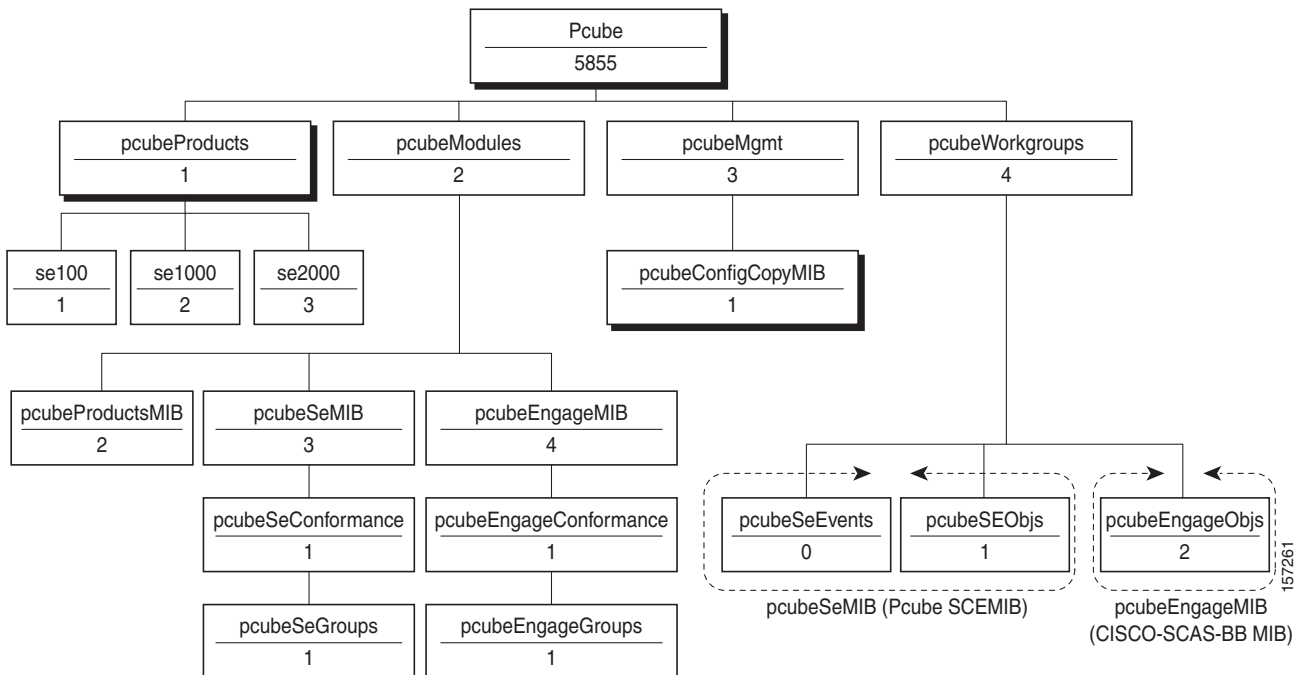 Pcube
5855
pcubeProducts
1
pcubeModules
2
pcubeMgmt
3
pcubeWorkgroups
4
se100
1
se1000
2
se2000
3
pcubeConfigCopyMIB
1
pcubeProductsMIB
2
pcubeSeMIB
3
pcubeEngageMIB
4
pcubeSeConformance
1
pcubeEngageConformance
1
pcubeSeGroups
1
pcubeEngageGroups
1
pcubeSeEvents
0
pcubeSEObjs
1
pcubeEngageObjs
2
pcubeSeMIB (Pcube SCEMIB)
pcubeEngageMIB
(CISCO-SCAS-BB MIB)
157261